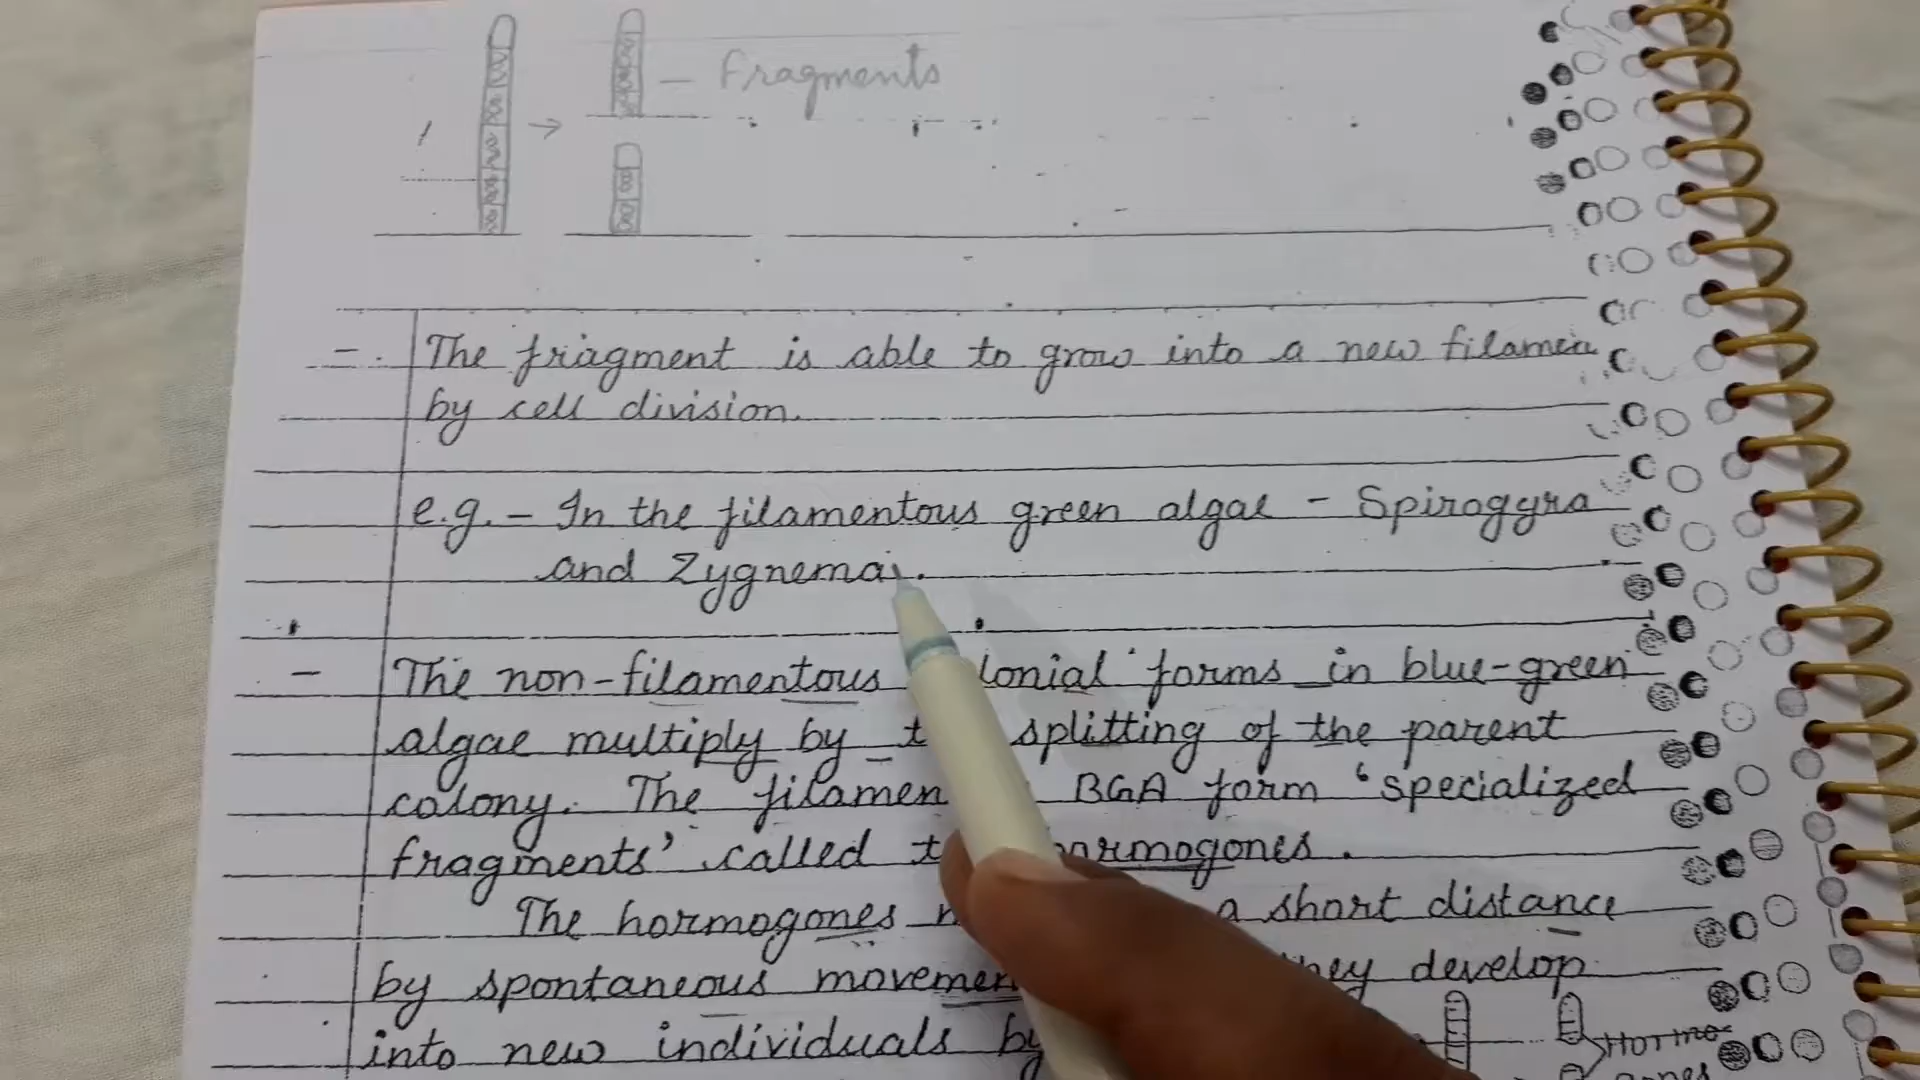 - Fragments
- The fragment is able to grow into a new filamen
by cell division.
e.g. - In the filamentous green algae - Spirogyra
and Zygnema.
- The non-filamentous lonial forms in blue-green
algae multiply by splitting of the parent
colony. The filamen BGA form 'specialized
fragments' called hormogones.
The hormogones a short distance
by spontaneous movemen they develop
into new individuals by
Hormo-
gones